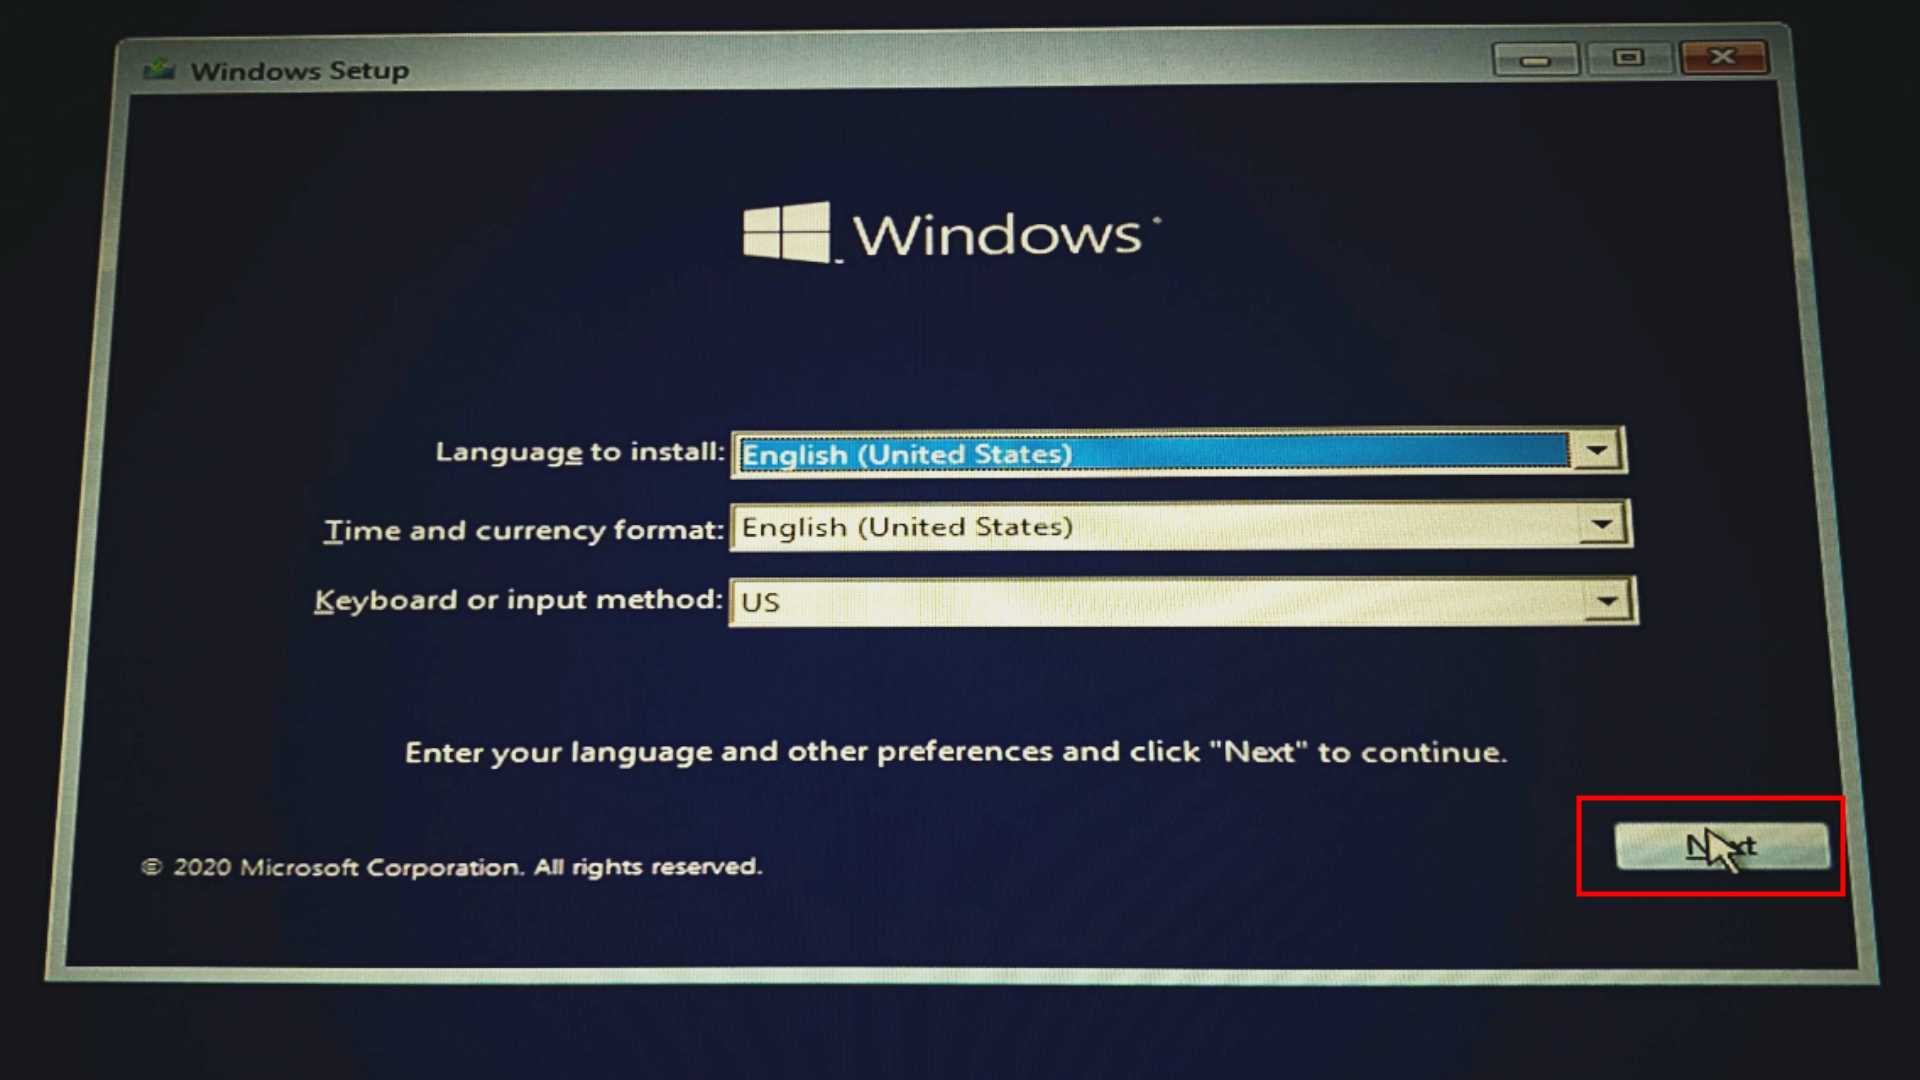 Windows Setup
Windows
Language to install: English (United States)
Time and currency format: English (United States)
Keyboard or input method: US
Enter your language and other preferences and click "Next" to continue.
Next
© 2020 Microsoft Corporation. All rights reserved.